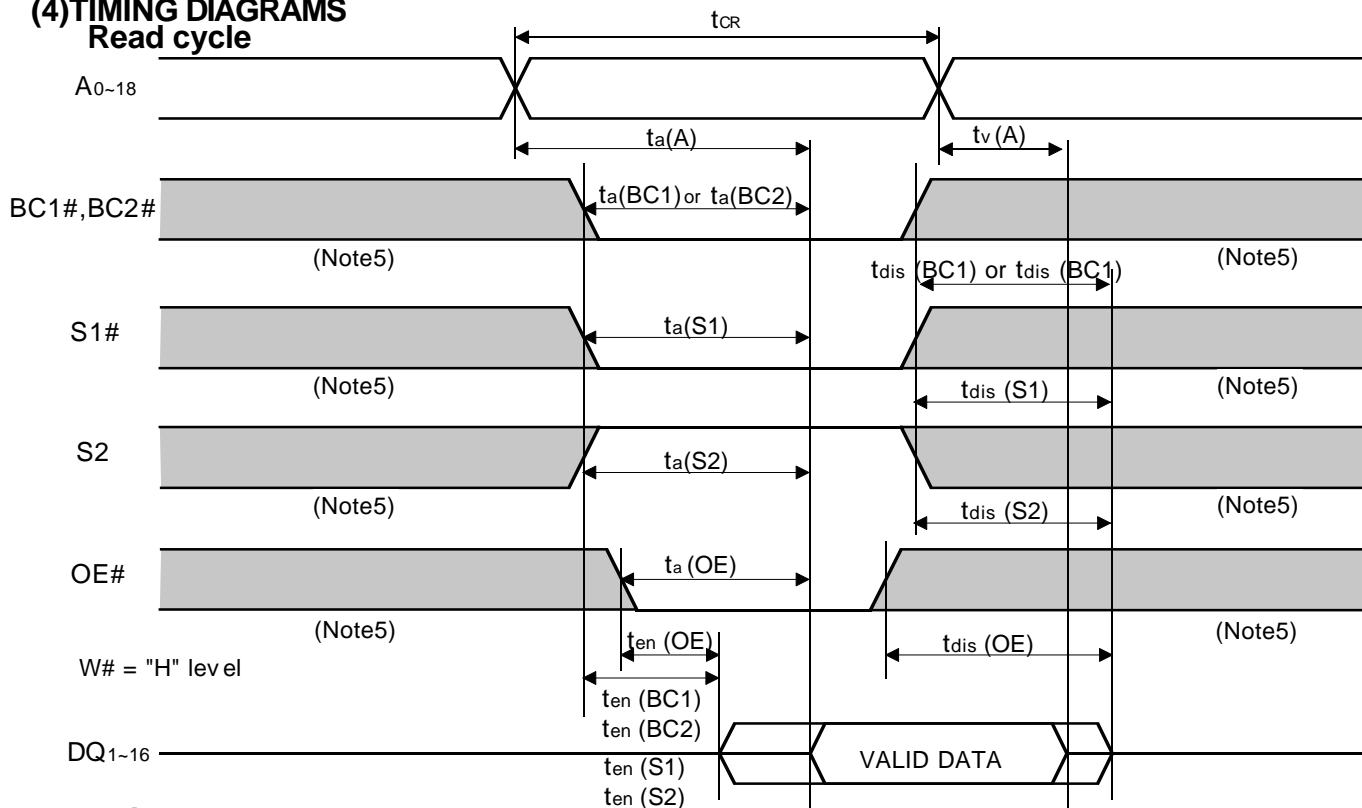 (4)TIMING DIAGRAMS
Read cycle
tCR
A0~18
ta(A)
tv (A)
BC1#,BC2#
ta(BC1) or ta(BC2)
(Note5)
(Note5)
tdis (BC1) or tdis (BC1)
S1#
ta(S1)
(Note5)
(Note5)
tdis (S1)
S2
ta(S2)
(Note5)
(Note5)
tdis (S2)
OE#
ta (OE)
(Note5)
(Note5)
ten (OE)
tdis (OE)
W# = "H" level
ten (BC1)
ten (BC2)
DQ1~16
VALID DATA
ten (S1)
ten (S2)